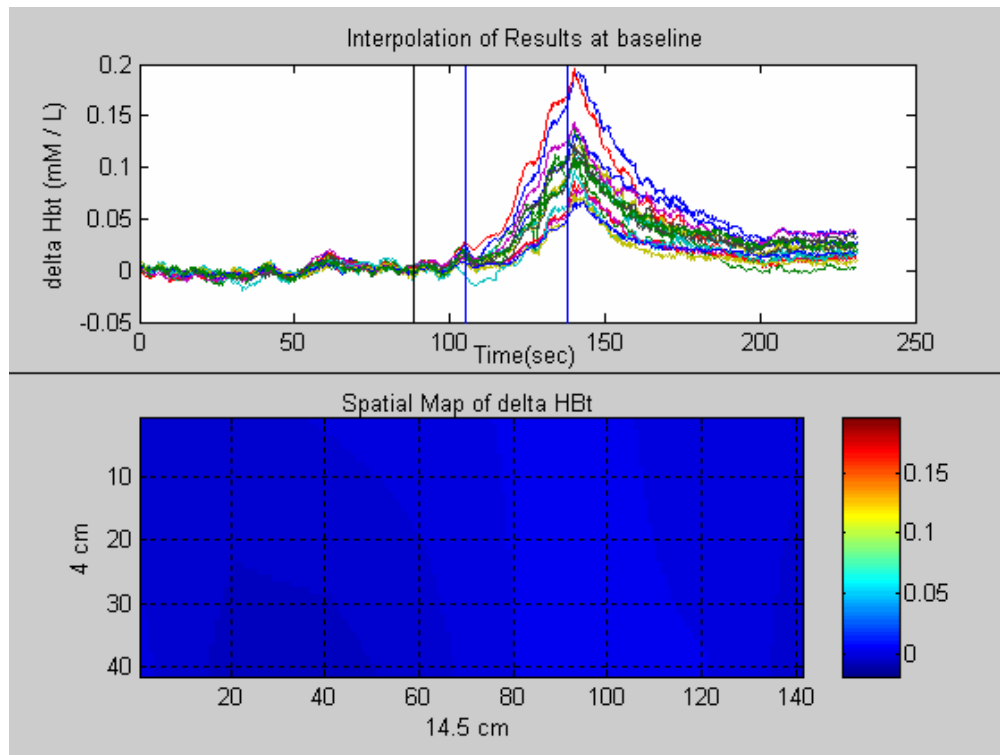 Interpolation of Results at baseline
delta Hbt (mM / L)
0.2
0.15
0.1
0.05
0
-0.05
0 50 100 150 200 250
Time(sec)
Spatial Map of delta HBt
4 cm
10
20
30
40
20 40 60 80 100 120 140
14.5 cm
0.15
0.1
0.05
0